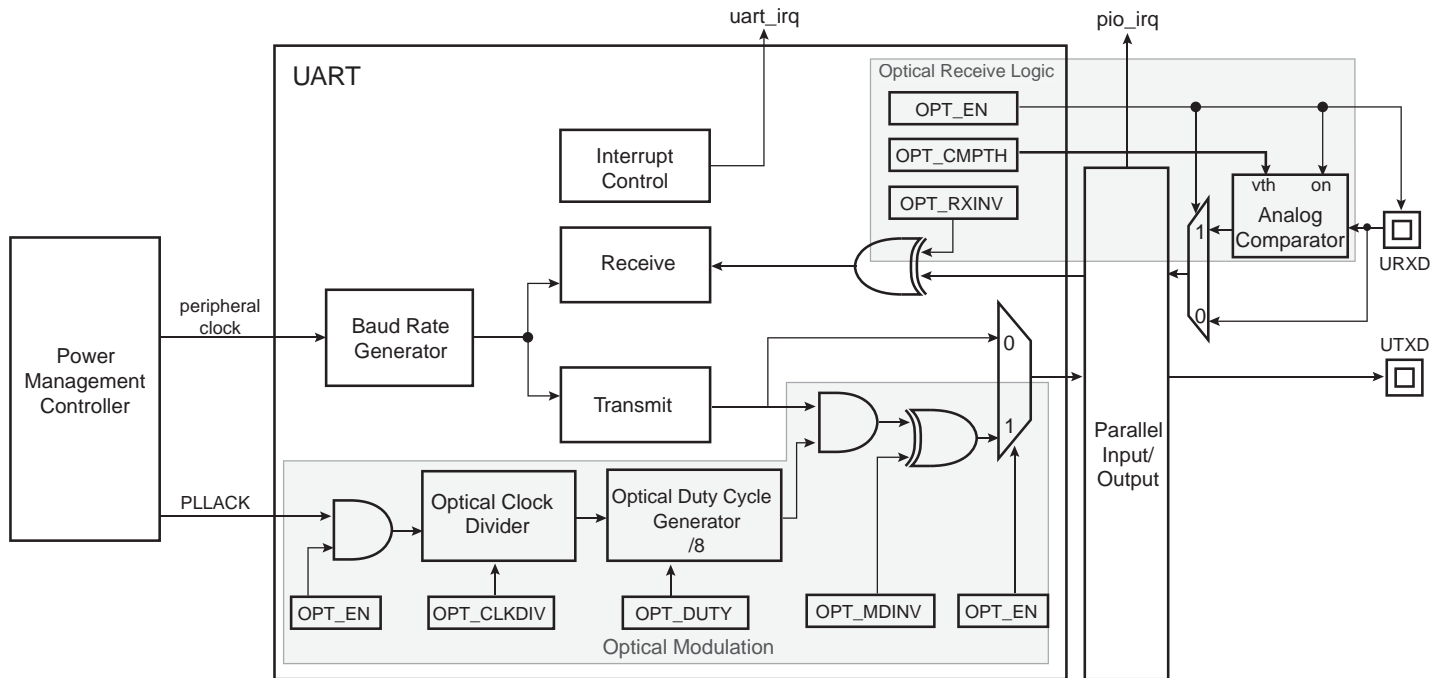 uart_irq
pio_irq
UART
Optical Receive Logic
OPT_EN
Interrupt
Control
OPT_CMPTH
vth
on
OPT_RXINV
Analog
Comparator
1
URXD
Receive
peripheral
clock
Baud Rate
Generator
0
0
UTXD
Power
Management
Controller
Transmit
1
Parallel
Input/
Output
PLLACK
Optical Clock
Divider
Optical Duty Cycle
Generator
/8
OPT_EN
OPT_CLKDIV
OPT_DUTY
OPT_MDINV
OPT_EN
Optical Modulation